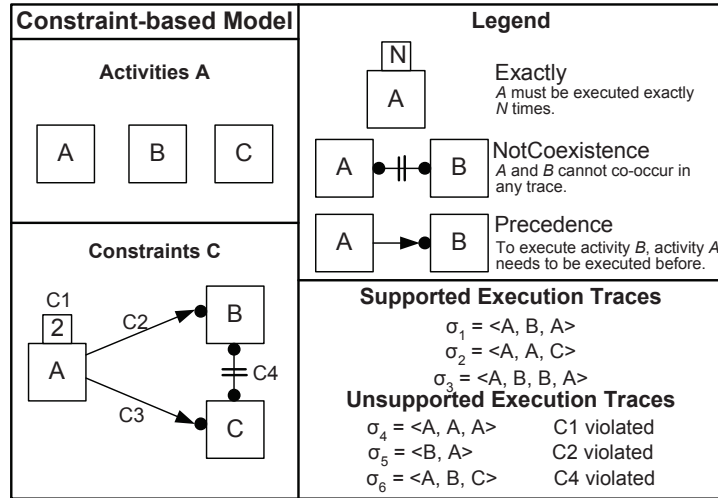 Constraint-based Model
Activities A
A
B
C
Constraints C
C1
2
A
C2
B
C4
C3
C
Legend
N
A
Exactly
A must be executed exactly
N times.
A
B
NotCoexistence
A and B cannot co-occur in
any trace.
A
B
Precedence
To execute activity B, activity A
needs to be executed before.
Supported Execution Traces
σ1 = <A, B, A>
σ2 = <A, A, C>
σ3 = <A, B, B, A>
Unsupported Execution Traces
σ4 = <A, A, A> C1 violated
σ5 = <B, A> C2 violated
σ6 = <A, B, C> C4 violated